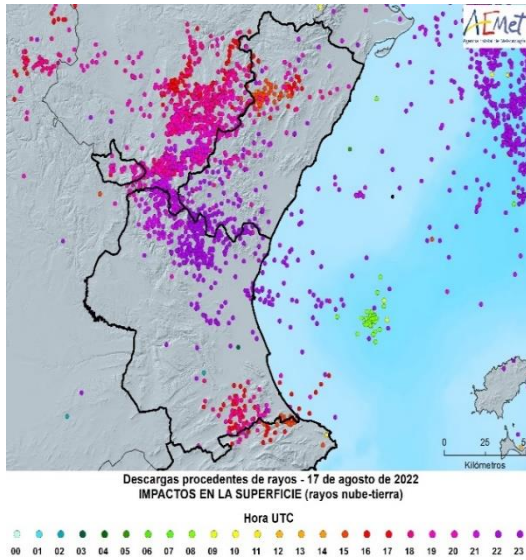 AEMet
Agencia Estatal de Meteorología
0 25 50
Kilómetros
Descargas procedentes de rayos - 17 de agosto de 2022
IMPACTOS EN LA SUPERFICIE (rayos nube-tierra)
Hora UTC
00 01 02 03 04 05 06 07 08 09 10 11 12 13 14 15 16 17 18 19 20 21 22 23